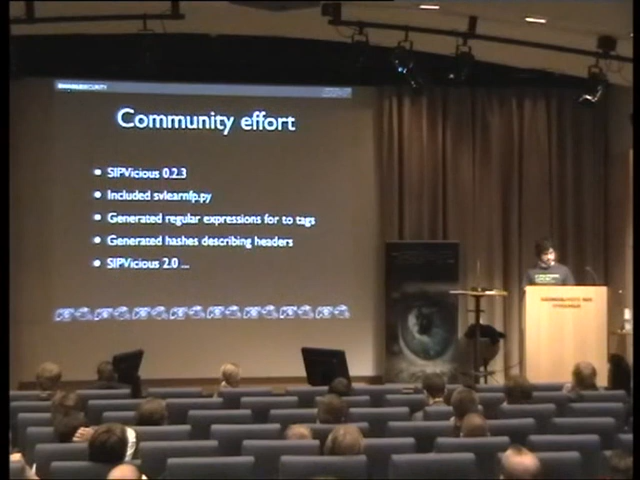 Community effort
SIPVicious 0.2.3
Included svlearnfp.py
Generated regular expressions for to tags
Generated hashes describing headers
SIPVicious 2.0 ...